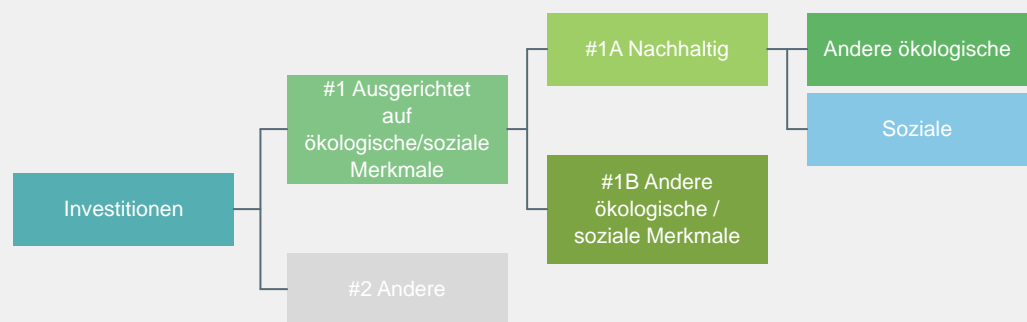 Investitionen
#1 Ausgerichtet
auf
ökologische/soziale
Merkmale
#2 Andere
#1A Nachhaltig
#1B Andere
ökologische /
soziale Merkmale
Andere ökologische
Soziale